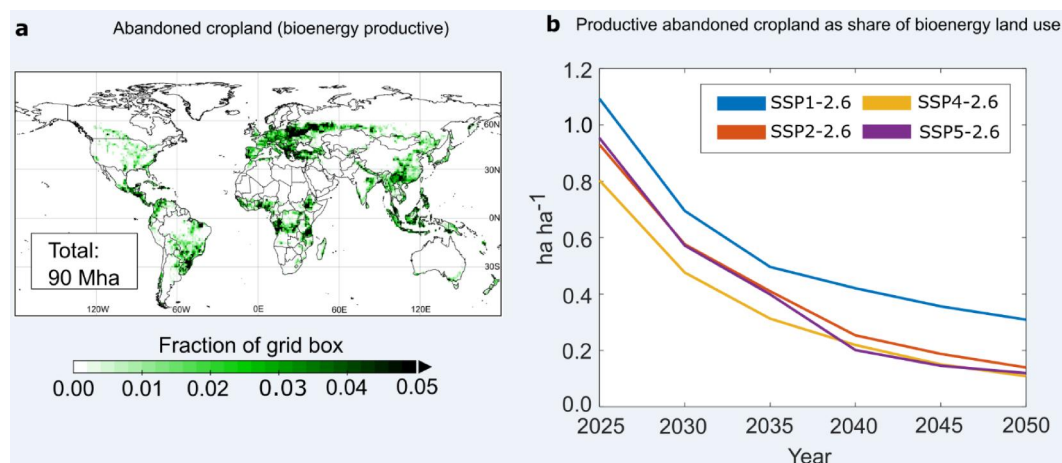 a
Abandoned cropland (bioenergy productive)
60N
30N
0N
30S
120W
60W
0E
60E
120E
Total:
90 Mha
Fraction of grid box
0.00
0.01
0.02
0.03
0.04
0.05
b
Productive abandoned cropland as share of bioenergy land use
1.2
1.0
0.8
0.6
0.4
0.2
0.0
ha ha-1
SSP1-2.6
SSP4-2.6
SSP2-2.6
SSP5-2.6
2025
2030
2035
2040
2045
2050
Year